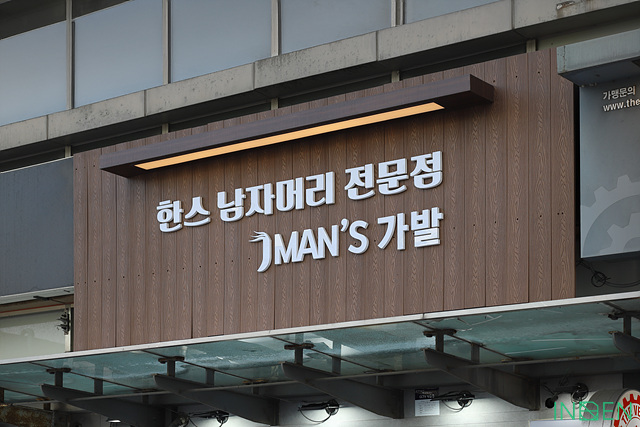 한스 남자머리 전문점
MAN'S 가발
가맹문의
www.the